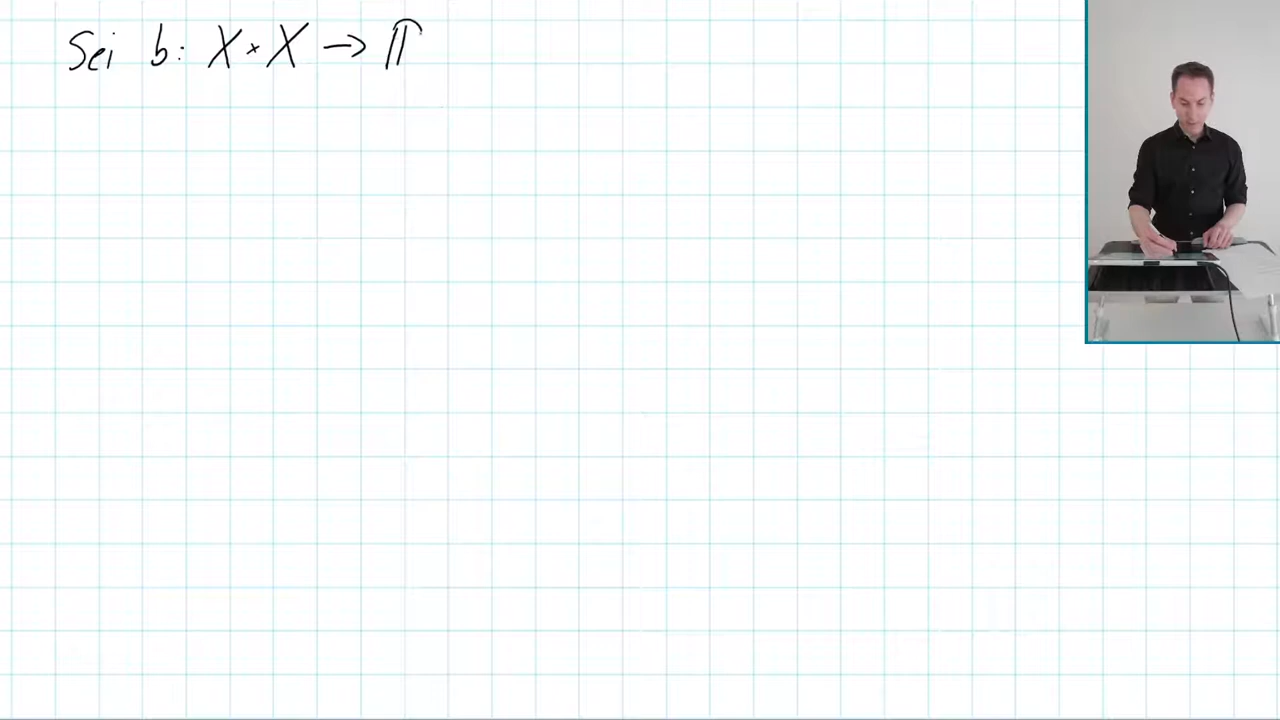 Sei b: X × X →